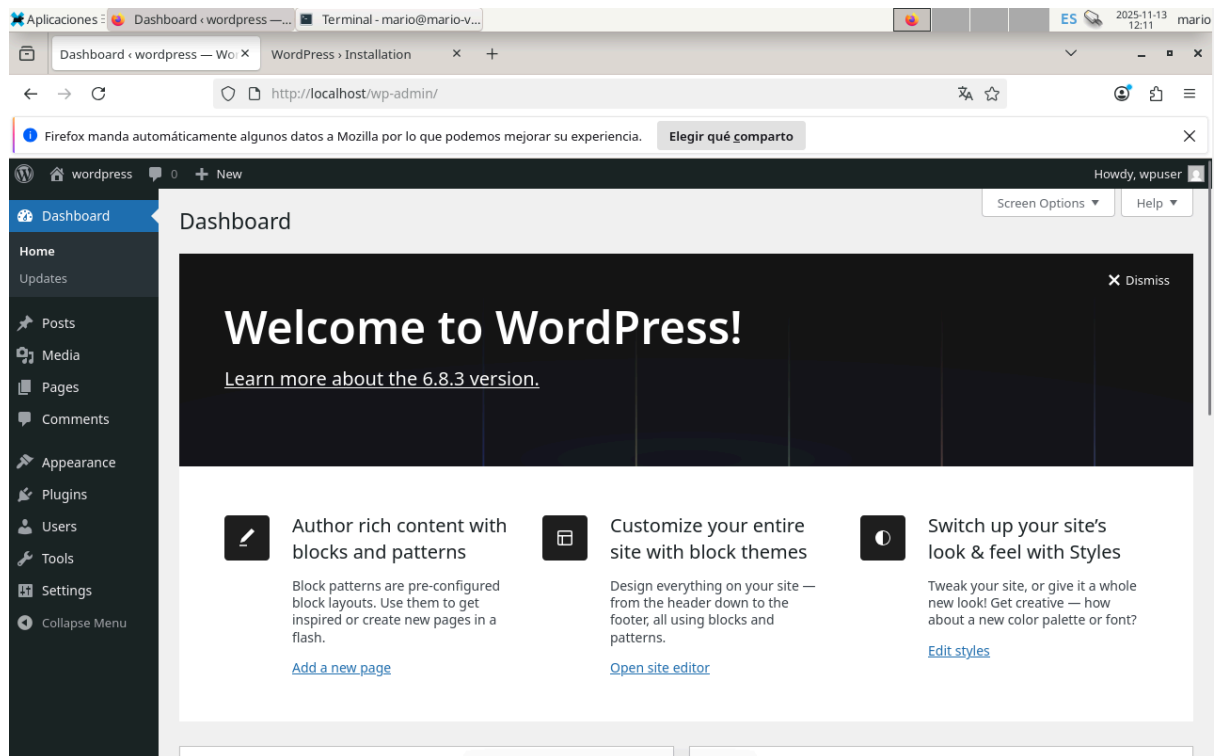 Aplicaciones Dashboard ‹ wordpress —... Terminal - mario@mario-v... ES 2025-11-13 12:11 mario
Dashboard ‹ wordpress — Wor WordPress › Installation
http://localhost/wp-admin/
Firefox manda automáticamente algunos datos a Mozilla por lo que podemos mejorar su experiencia. Elegir qué comparto
wordpress 0 + New Howdy, wpuser
Screen Options Help
Dashboard
Dashboard
Home
Updates
Posts
Media
Pages
Comments
Appearance
Plugins
Users
Tools
Settings
Collapse Menu
Dismiss
Welcome to WordPress!
Learn more about the 6.8.3 version.
Author rich content with
blocks and patterns
Block patterns are pre-configured
block layouts. Use them to get
inspired or create new pages in a
flash.
Add a new page
Customize your entire
site with block themes
Design everything on your site —
from the header down to the
footer, all using blocks and
patterns.
Open site editor
Switch up your site’s
look & feel with Styles
Tweak your site, or give it a whole
new look! Get creative — how
about a new color palette or font?
Edit styles